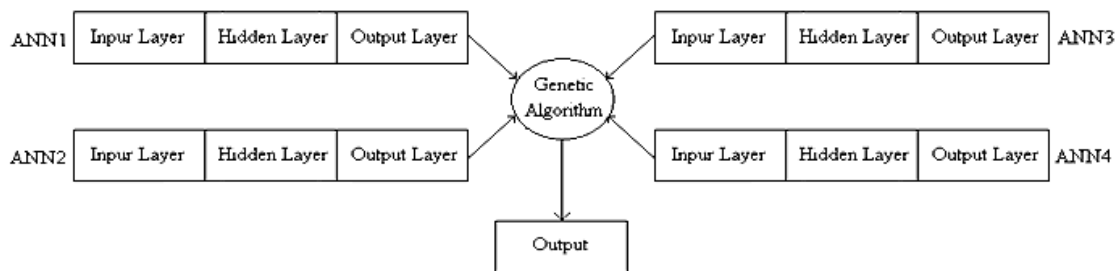 ANN1 Inpur Layer Hidden Layer Output Layer
Inpur Layer Hidden Layer Output Layer ANN3
Genetic
Algorithm
ANN2 Inpur Layer Hidden Layer Output Layer
Inpur Layer Hidden Layer Output Layer ANN4
Output